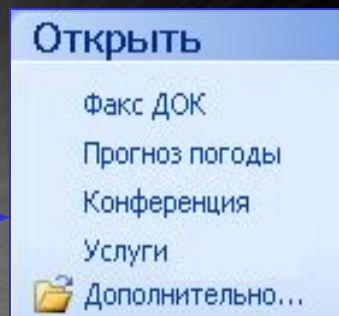 Открыть
Факс ДОК
Прогноз погоды
Конференция
Услуги
Дополнительно...